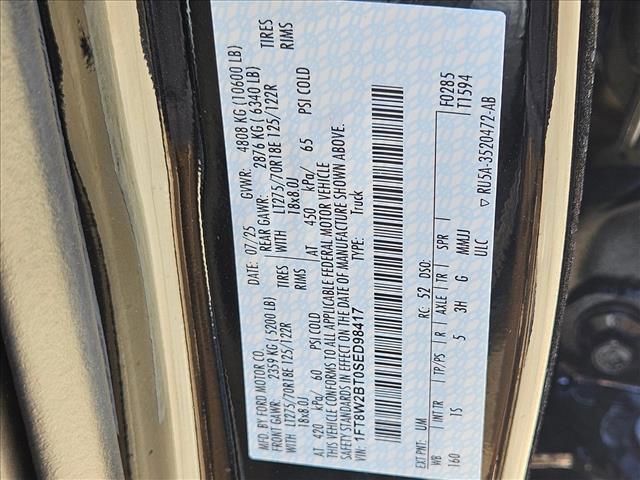 MFD. BY FORD MOTOR CO.
DATE: 07/25 GVWR: 4808 KG (10600 LB)
FRONT GAWR: 2359 KG (5200 LB) REAR GAWR: 2876 KG (6340 LB)
LT275/70R18E 125/122R TIRES WITH LT275/70R18E 125/122R TIRES
18x8.0J RIMS 18x8.0J RIMS
AT 420 kPa/ 60 PSI COLD AT 450 kPa/ 65 PSI COLD
THIS VEHICLE CONFORMS TO ALL APPLICABLE FEDERAL MOTOR VEHICLE
SAFETY STANDARDS IN EFFECT ON THE DATE OF MANUFACTURE SHOWN ABOVE.
VIN: 1FT8W2BT0SED98417 TYPE: Truck
F0285
T1594
EXT PNT: UM RC: 52 DSO:
WB INT TR TP/PS R AXLE TR SPR
160 15 5 3H G MMJJ
ULC
▽ RU5A-3520472-AB